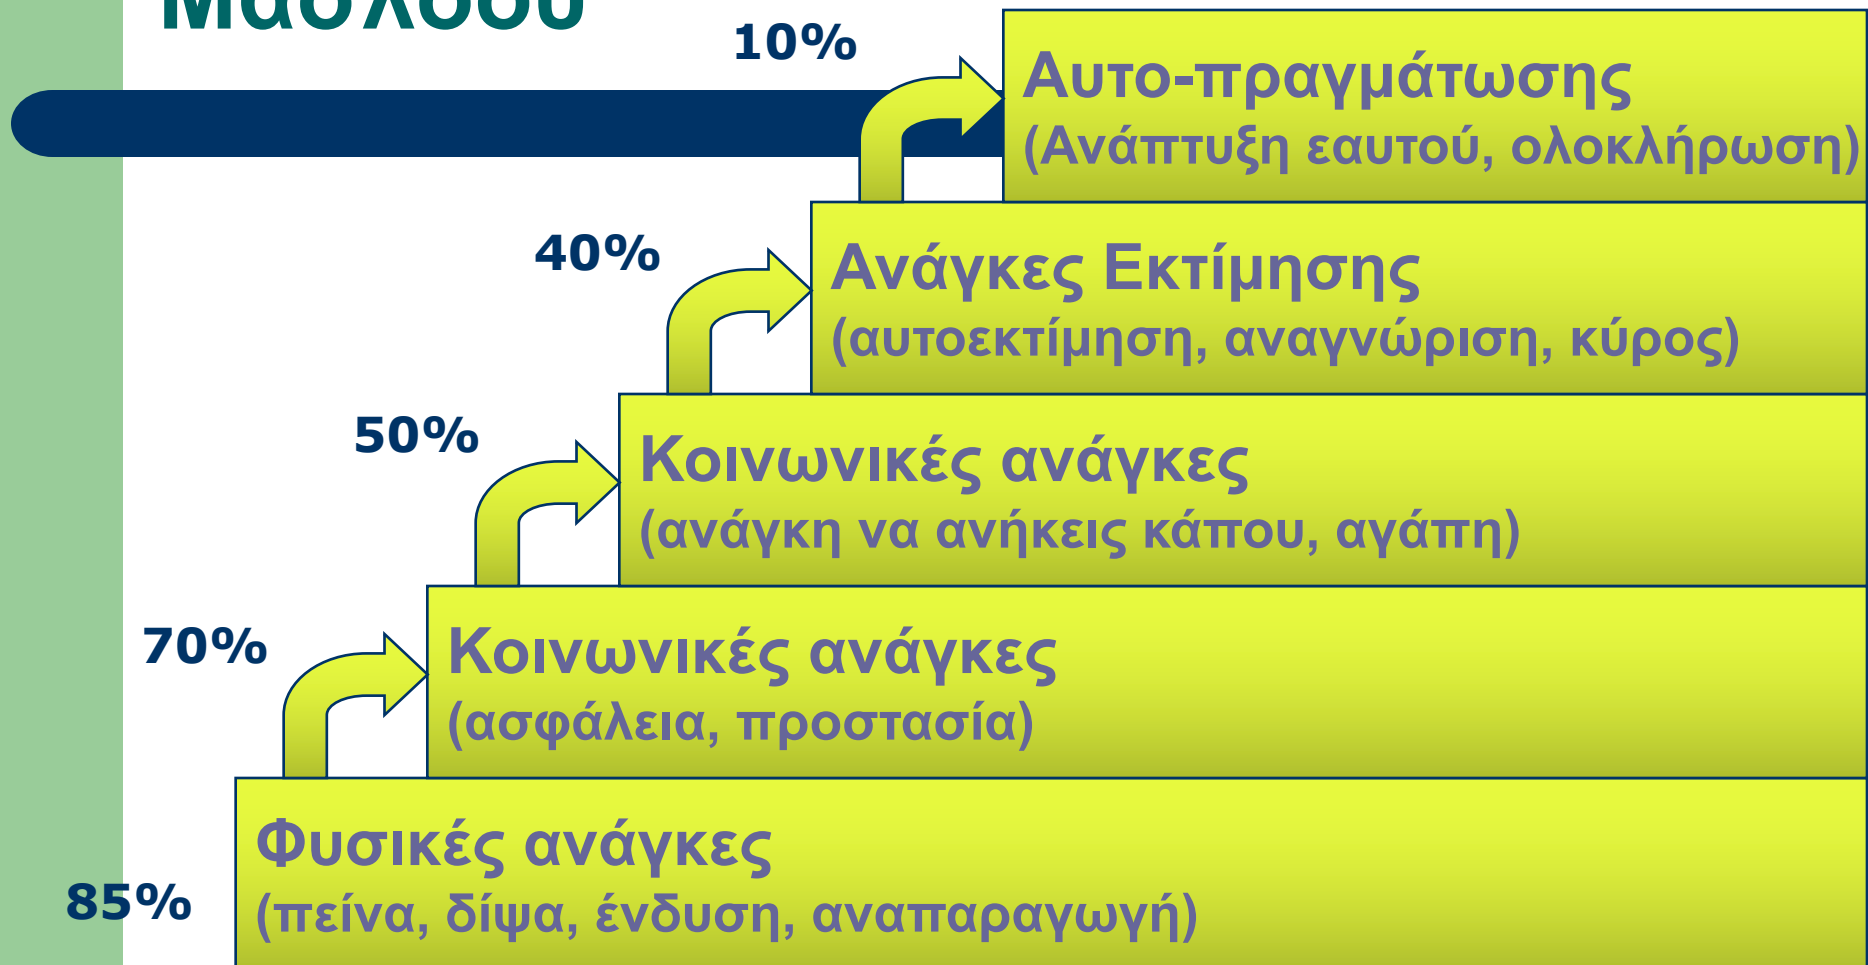 Μάσλοου
10%
Αυτο-πραγμάτωσης
(Ανάπτυξη εαυτού, ολοκλήρωση)
40%
Ανάγκες Εκτίμησης
(αυτοεκτίμηση, αναγνώριση, κύρος)
50%
Κοινωνικές ανάγκες
(ανάγκη να ανήκεις κάπου, αγάπη)
70%
Κοινωνικές ανάγκες
(ασφάλεια, προστασία)
Φυσικές ανάγκες
85%
(πείνα, δίψα, ένδυση, αναπαραγωγή)